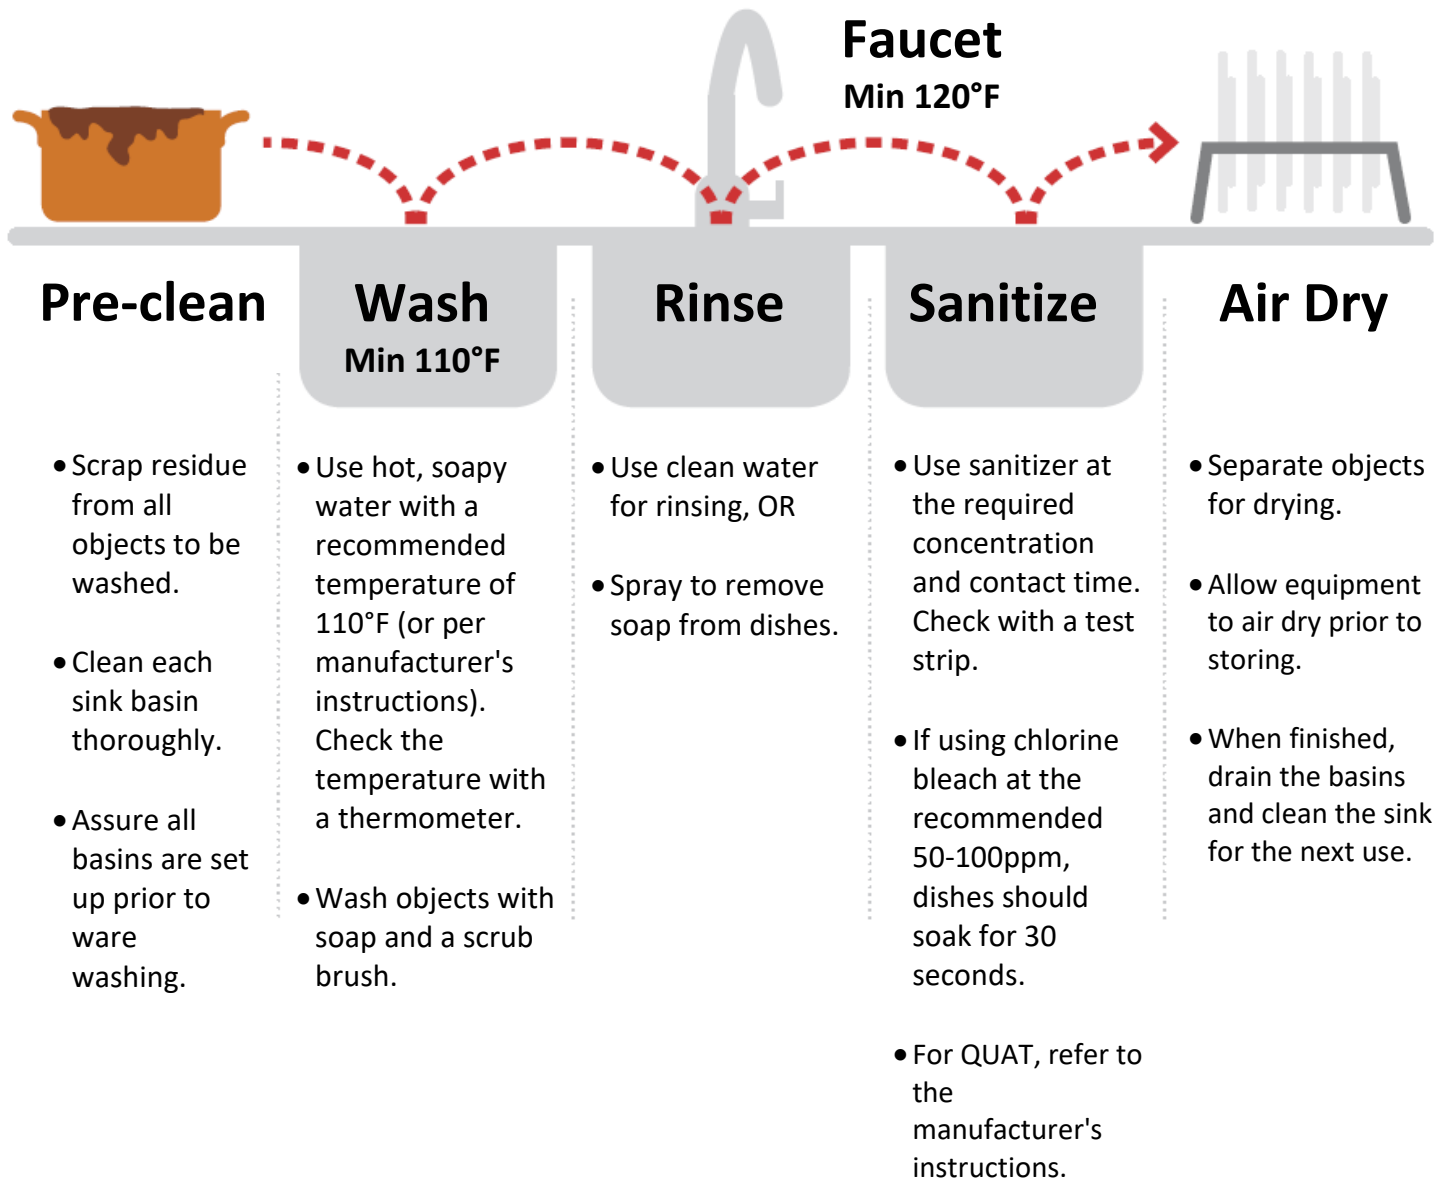 Faucet
Min 120°F
Pre-clean
Wash
Min 110°F
Rinse
Sanitize
Air Dry
• Scrap residue
from all
objects to be
washed.
• Clean each
sink basin
thoroughly.
• Assure all
basins are set
up prior to
ware
washing.
• Use hot, soapy
water with a
recommended
temperature of
110°F (or per
manufacturer's
instructions).
Check the
temperature with
a thermometer.
• Wash objects with
soap and a scrub
brush.
• Use clean water
for rinsing, OR
• Spray to remove
soap from dishes.
• Use sanitizer at
the required
concentration
and contact time.
Check with a test
strip.
• If using chlorine
bleach at the
recommended
50-100ppm,
dishes should
soak for 30
seconds.
• For QUAT, refer to
the
manufacturer's
instructions.
• Separate objects
for drying.
• Allow equipment
to air dry prior to
storing.
• When finished,
drain the basins
and clean the sink
for the next use.